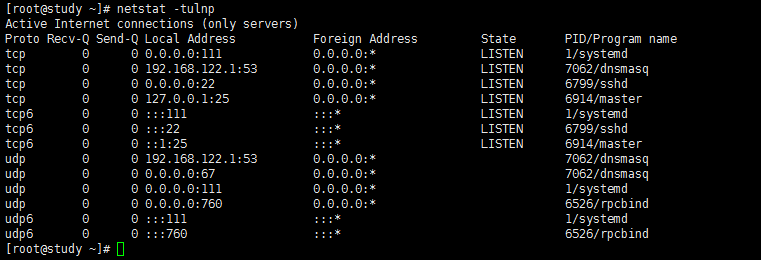 [root@study ~]# netstat -tulnp
Active Internet connections (only servers)
Proto Recv-Q Send-Q Local Address           Foreign Address         State       PID/Program name
tcp        0      0 0.0.0.0:111             0.0.0.0:*               LISTEN      1/systemd
tcp        0      0 192.168.122.1:53        0.0.0.0:*               LISTEN      7062/dnsmasq
tcp        0      0 0.0.0.0:22              0.0.0.0:*               LISTEN      6799/sshd
tcp        0      0 127.0.0.1:25            0.0.0.0:*               LISTEN      6914/master
tcp6       0      0 :::111                  :::*                    LISTEN      1/systemd
tcp6       0      0 :::22                   :::*                    LISTEN      6799/sshd
tcp6       0      0 ::1:25                  :::*                    LISTEN      6914/master
udp        0      0 192.168.122.1:53        0.0.0.0:*                           7062/dnsmasq
udp        0      0 0.0.0.0:67              0.0.0.0:*                           7062/dnsmasq
udp        0      0 0.0.0.0:111             0.0.0.0:*                           1/systemd
udp        0      0 0.0.0.0:760             0.0.0.0:*                           6526/rpcbind
udp6       0      0 :::111                  :::*                                1/systemd
udp6       0      0 :::760                  :::*                                6526/rpcbind
[root@study ~]#